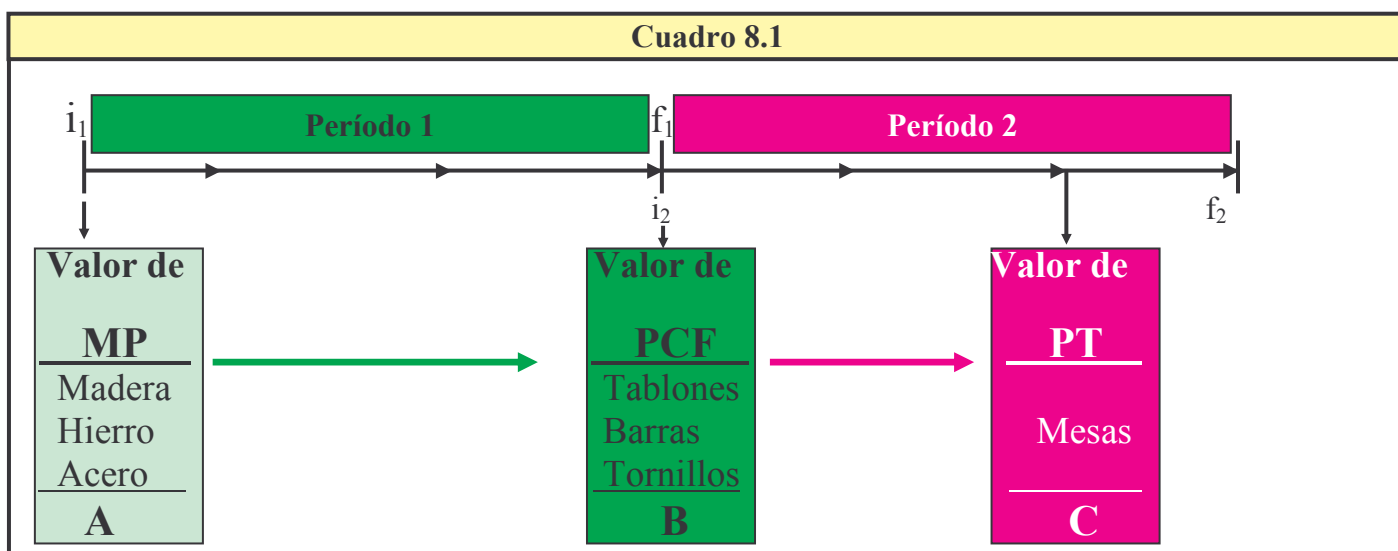 Cuadro 8.1
i₁ Período 1 f₁ Período 2
i₂ f₂
Valor de Valor de Valor de
MP PCF PT
Madera Tablones
Hierro Barras Mesas
Acero Tornillos
A B C